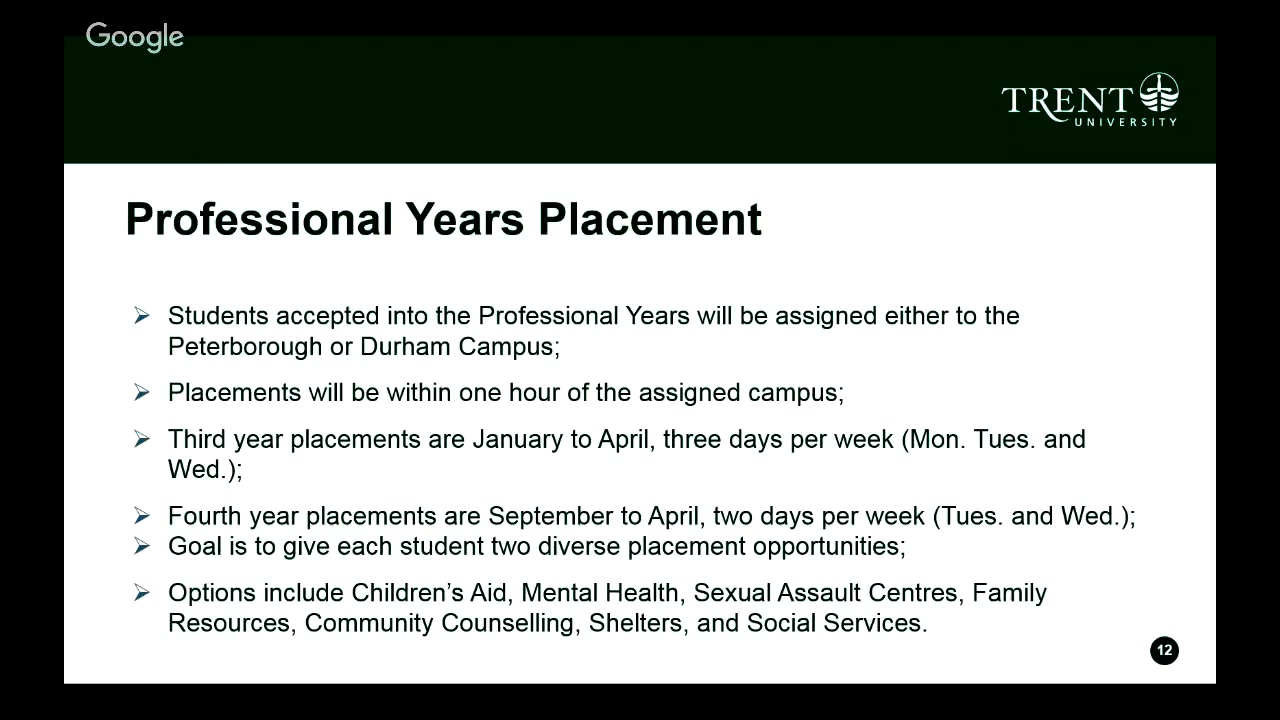 Google
TRENT
UNIVERSITY
Professional Years Placement
Students accepted into the Professional Years will be assigned either to the
Peterborough or Durham Campus;
Placements will be within one hour of the assigned campus;
Third year placements are January to April, three days per week (Mon. Tues. and
Wed.);
Fourth year placements are September to April, two days per week (Tues. and Wed.);
Goal is to give each student two diverse placement opportunities;
Options include Children’s Aid, Mental Health, Sexual Assault Centres, Family
Resources, Community Counselling, Shelters, and Social Services.
12